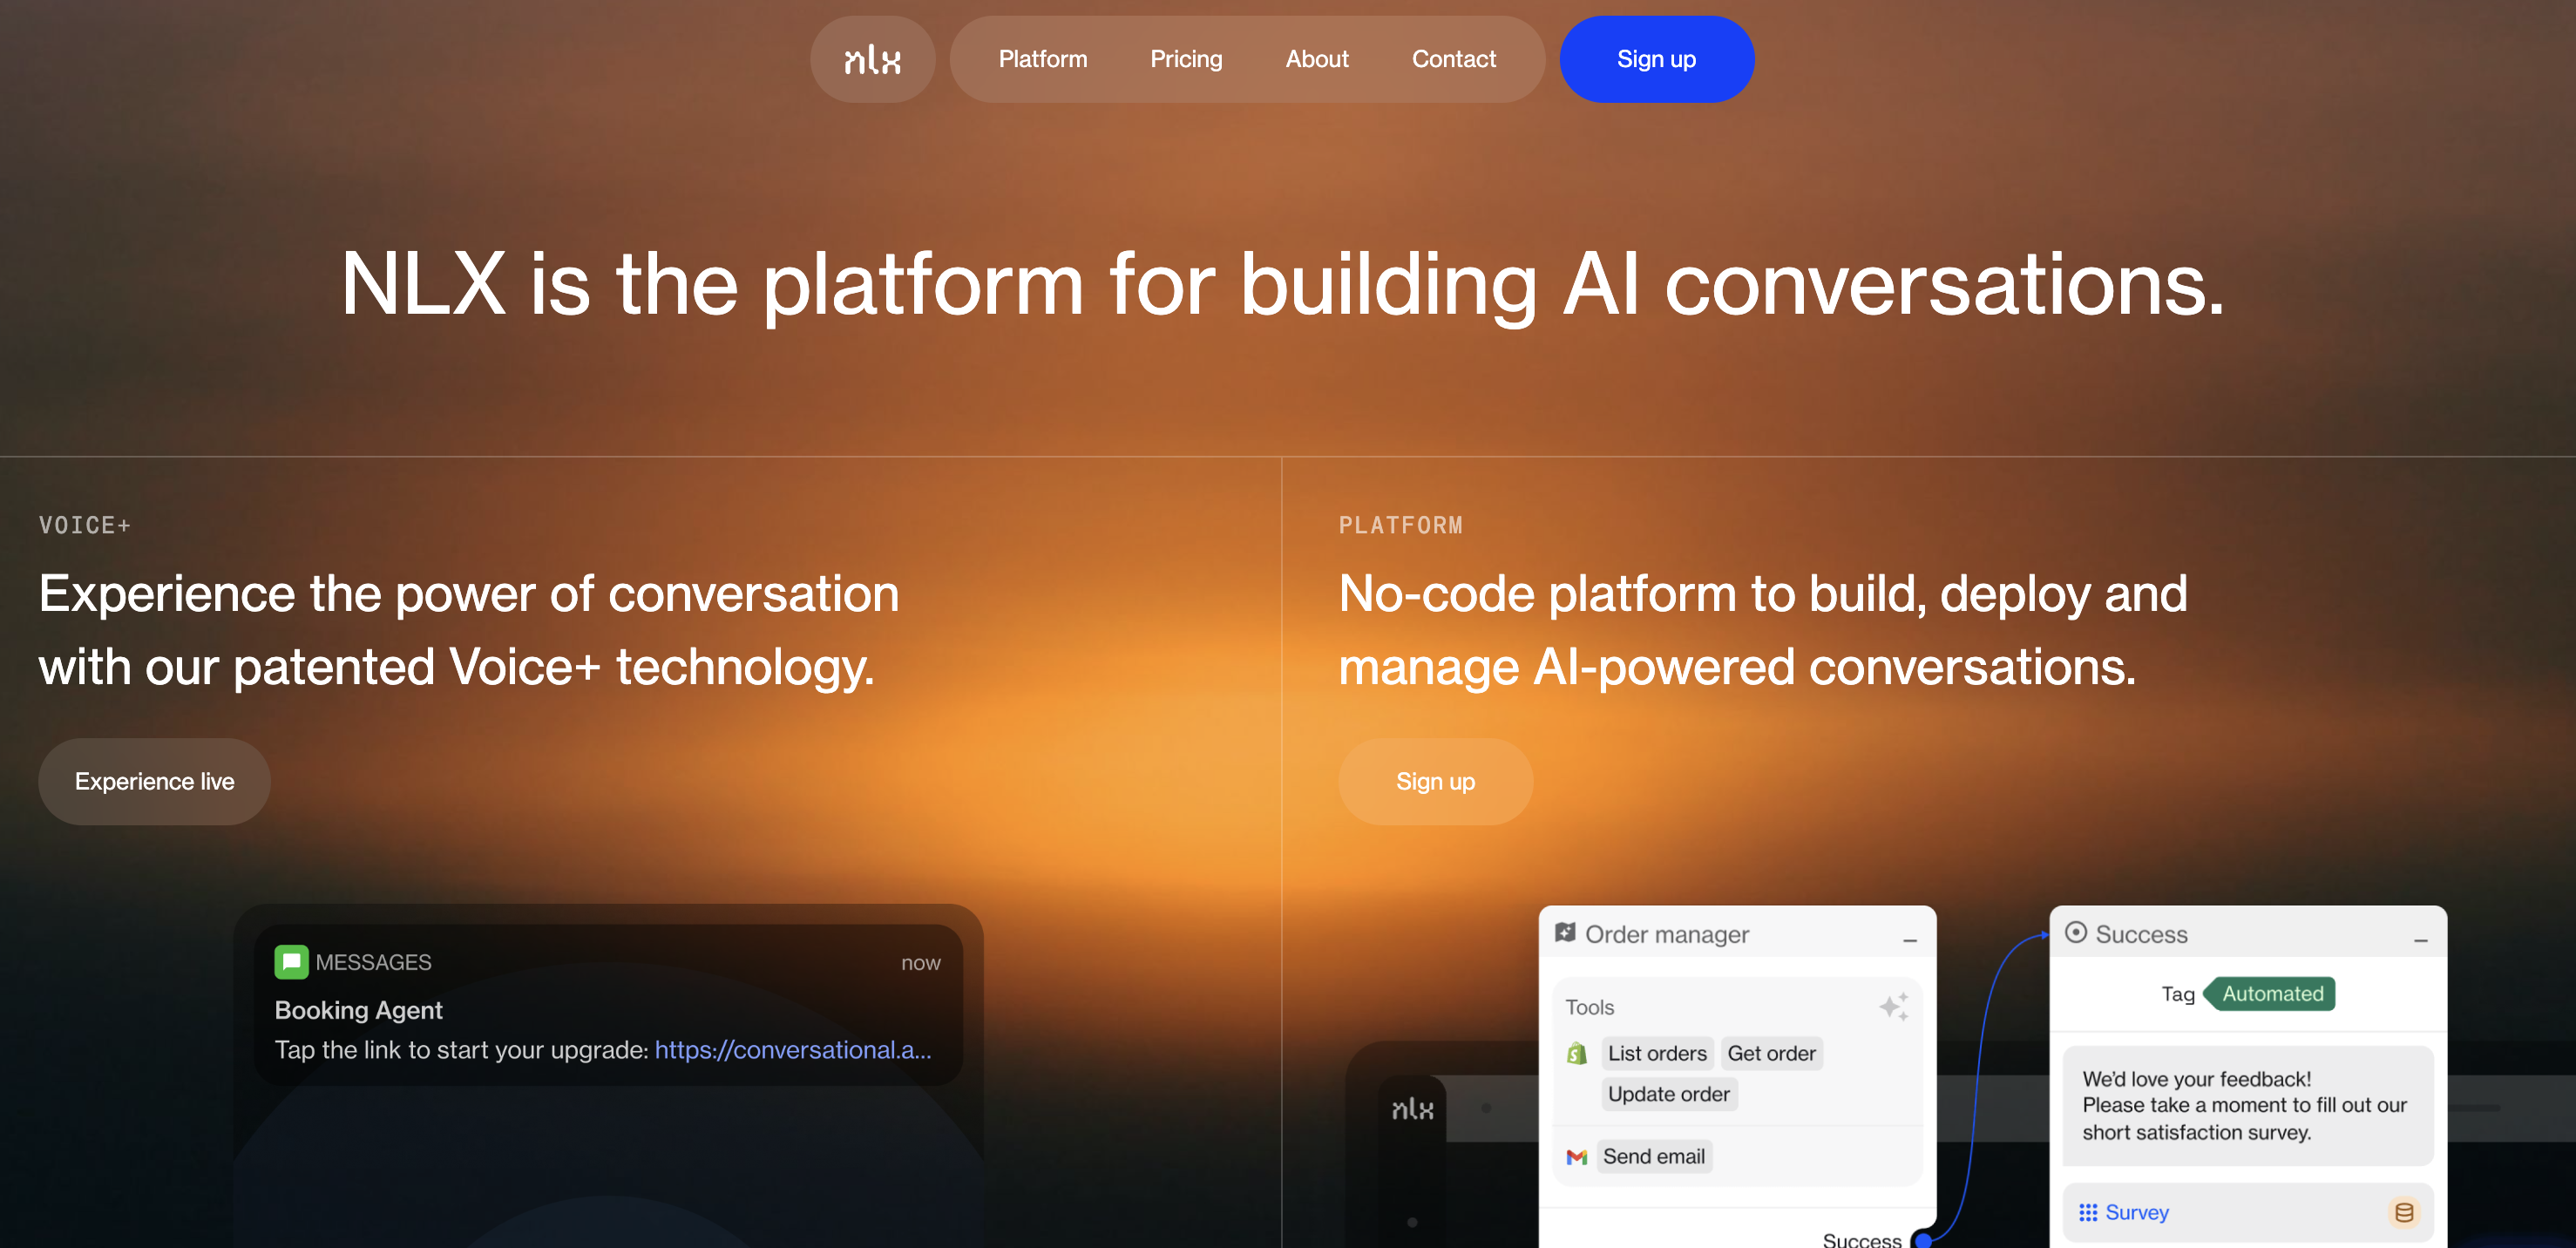 nlx
Platform
Pricing
About
Contact
Sign up
NLX is the platform for building AI conversations.
VOICE+
Experience the power of conversation
with our patented Voice+ technology.
Experience live
MESSAGES
now
Booking Agent
Tap the link to start your upgrade: https://conversational.a...
PLATFORM
No-code platform to build, deploy and
manage AI-powered conversations.
Sign up
nlx
Order manager
Tools
List orders
Get order
Update order
Send email
Success
Success
Tag
Automated
We'd love your feedback!
Please take a moment to fill out our
short satisfaction survey.
Survey